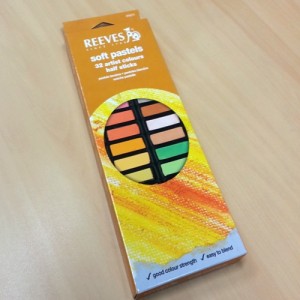 REEVES
soft pastels
32 artist colours
half sticks
✓ good colour strength ✓ easy to blend